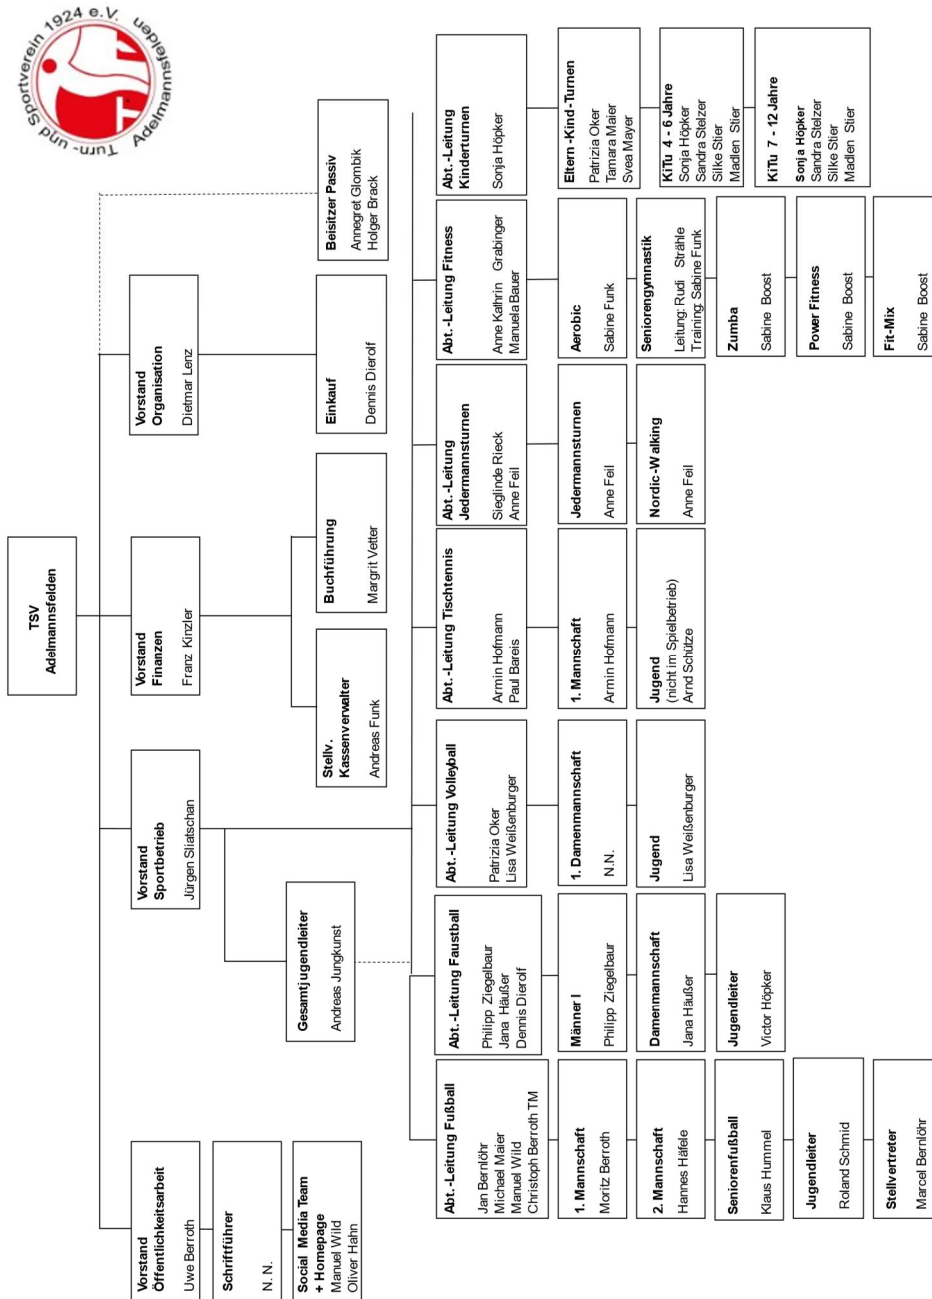 Turn- und Sportverein 1924 e.V. Adelmannsfelden
TSV
Adelmannsfelden
Vorstand
Öffentlichkeitsarbeit
Uwe Berroth
Schriftführer
N. N.
Social Media Team
+ Homepage
Manuel Wild
Oliver Hahn
Vorstand
Sportbetrieb
Jürgen Sliatschan
Gesamtjugendleiter
Andreas Jungkunst
Vorstand
Finanzen
Franz Kinzler
Stellv.
Kassenverwalter
Andreas Funk
Buchführung
Margrit Vetter
Vorstand
Organisation
Dietmar Lenz
Einkauf
Dennis Dierolf
Beisitzer Passiv
Annegret Glombik
Holger Brack
Abt.-Leitung Fußball
Jan Bernlöhr
Michael Maier
Manuel Wild
Christoph Berroth TM
1. Mannschaft
Moritz Berroth
2. Mannschaft
Hannes Häfele
Seniorenfußball
Klaus Hummel
Jugendleiter
Roland Schmid
Stellvertreter
Marcel Bernlöhr
Abt.-Leitung Faustball
Philipp Ziegelbaur
Jana Häußer
Dennis Dierolf
Männer I
Philipp Ziegelbaur
Damenmannschaft
Jana Häußer
Jugendleiter
Victor Höpker
Abt.-Leitung Volleyball
Patrizia Oker
Lisa Weißenburger
1. Damenmannschaft
N.N.
Jugend
Lisa Weißenburger
Abt.-Leitung Tischtennis
Armin Hofmann
Paul Bareis
1. Mannschaft
Armin Hofmann
Jugend
(nicht im Spielbetrieb)
Arnd Schütze
Abt.-Leitung
Jedermannsturnen
Sieglinde Rieck
Anne Feil
Jedermannsturnen
Anne Feil
Nordic-Walking
Anne Feil
Abt.-Leitung Fitness
Anne Kathrin Grabinger
Manuela Bauer
Aerobic
Sabine Funk
Seniorengymnastik
Leitung: Rudi Strähle
Training: Sabine Funk
Zumba
Sabine Boost
Power Fitness
Sabine Boost
Fit-Mix
Sabine Boost
Abt.-Leitung
Kinderturnen
Sonja Höpker
Eltern-Kind-Turnen
Patrizia Oker
Tamara Maier
Svea Mayer
KiTu 4 - 6 Jahre
Sonja Höpker
Sandra Stelzer
Silke Stier
Madlen Stier
KiTu 7 - 12 Jahre
Sonja Höpker
Sandra Stelzer
Silke Stier
Madlen Stier